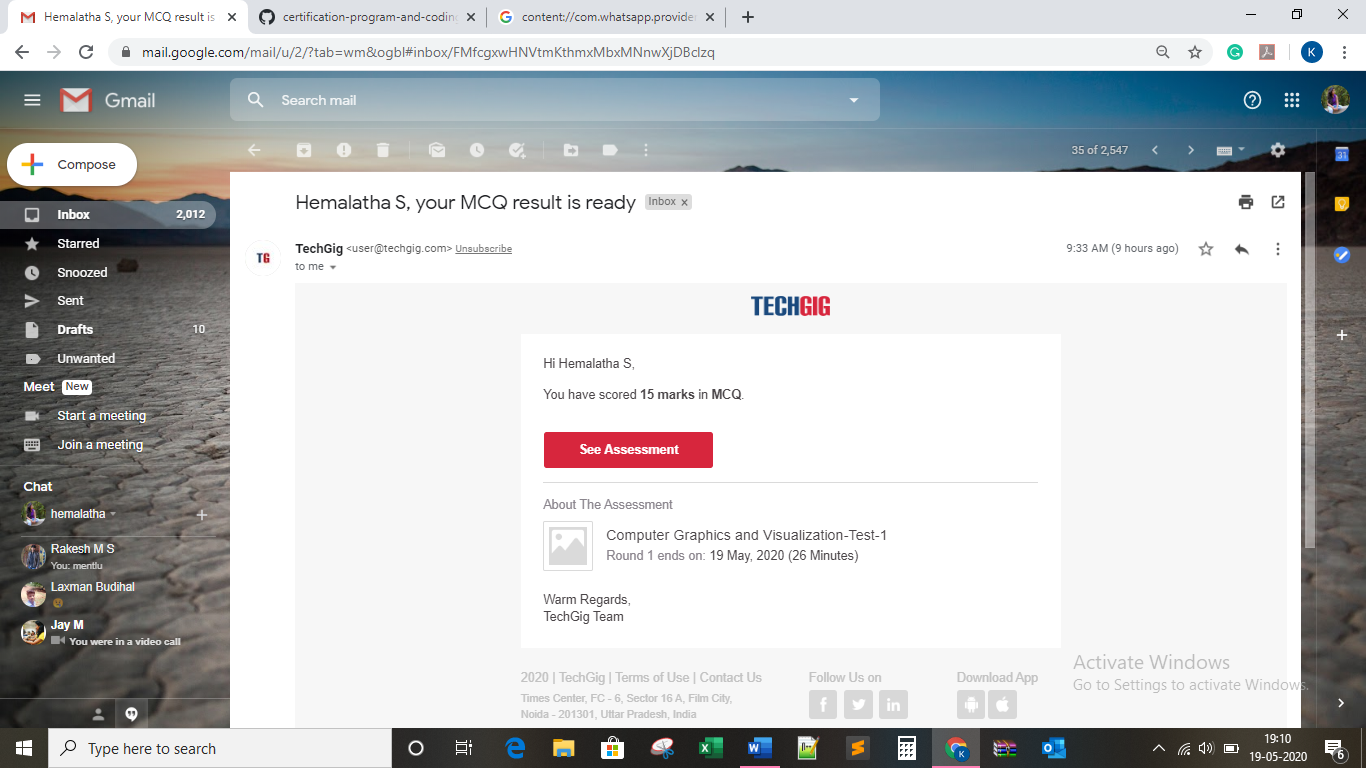 Hemalatha S, your MCQ result is
certification-program-and-coding
content://com.whatsapp.provider
mail.google.com/mail/u/2/?tab=wm&ogbl#inbox/FMfcgxwHNVtmKthmxMbxMNnwXjDBclzq
K
Gmail
Search mail
Compose
35 of 2,547
Inbox 2,012
Starred
Snoozed
Sent
Drafts 10
Unwanted
Meet New
Start a meeting
Join a meeting
Chat
hemalatha
Rakesh M S
You: mentlu
Laxman Budihal
Jay M
You were in a video call
Hemalatha S, your MCQ result is ready Inbox x
TG
TechGig <user@techgig.com> Unsubscribe
9:33 AM (9 hours ago)
to me
TECHGIG
Hi Hemalatha S,
You have scored 15 marks in MCQ.
See Assessment
About The Assessment
Computer Graphics and Visualization-Test-1
Round 1 ends on: 19 May, 2020 (26 Minutes)
Warm Regards,
TechGig Team
2020 | TechGig | Terms of Use | Contact Us
Times Center, FC - 6, Sector 16 A, Film City,
Noida - 201301, Uttar Pradesh, India
Follow Us on
Download App
31
Activate Windows
Go to Settings to activate Windows.
Type here to search
19:10
19-05-2020
6